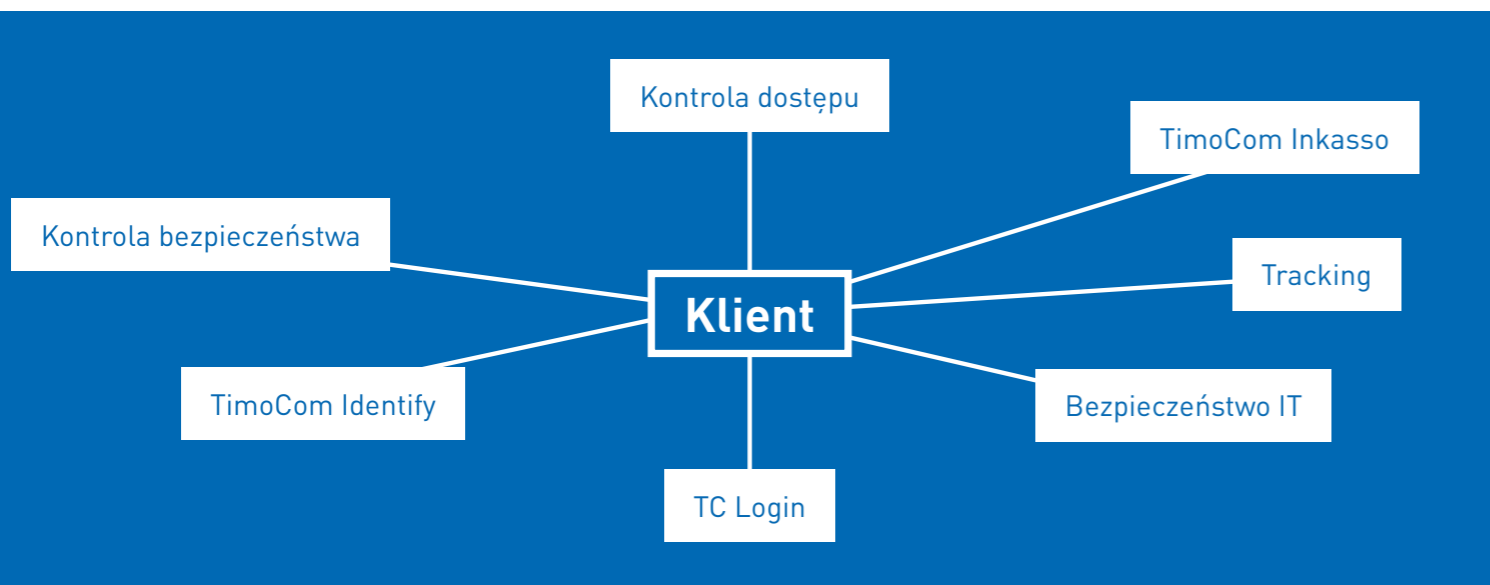 Kontrola dostępu
TimoCom Inkasso
Kontrola bezpieczeństwa
Tracking
Klient
TimoCom Identify
Bezpieczeństwo IT
TC Login